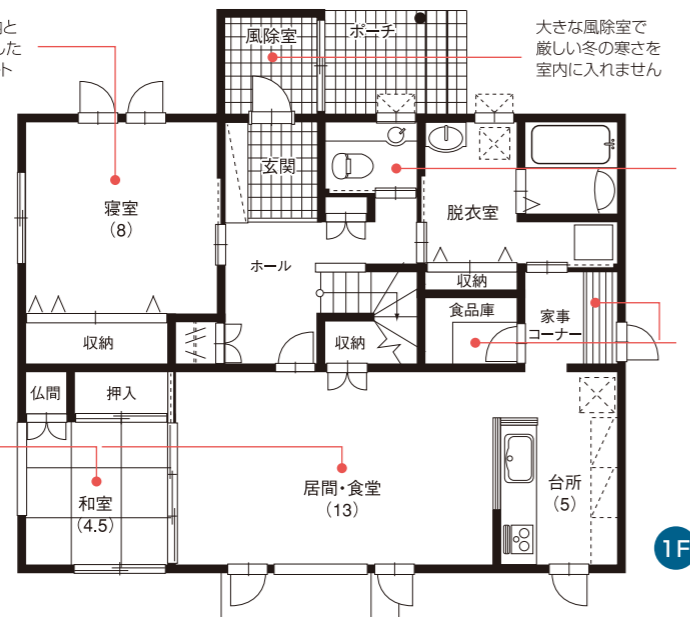 した
ト
風除室
ポーチ
大きな風除室で
厳しい冬の寒さを
室内に入れません
玄関
寝室
(8)
脱衣室
ホール
収納
食品庫
家事
コーナー
収納
収納
仏間
押入
居間・食堂
(13)
台所
(5)
和室
(4.5)
1F